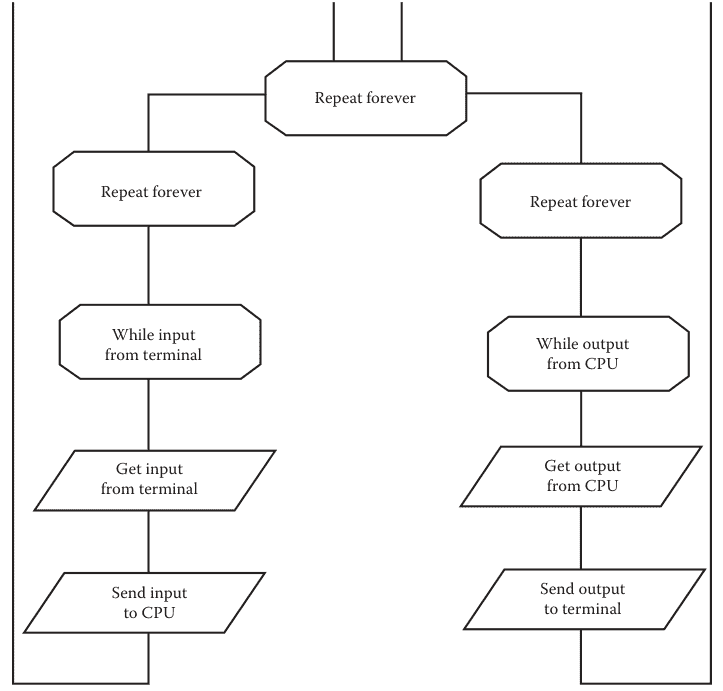 Repeat forever
Repeat forever
Repeat forever
While input
from terminal
While output
from CPU
Get input
from terminal
Get output
from CPU
Send input
to CPU
Send output
to terminal